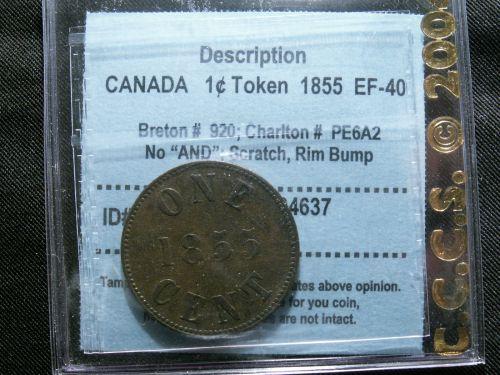 Description
CANADA 1¢ Token 1855 EF-40
Breton # 920; Charlton # PE6A2
No "AND"; Scratch, Rim Bump
ID# 4637
ONE
1855
CENT
above opinion.
for you coin,
are not intact.
C.C.C.S. © 200